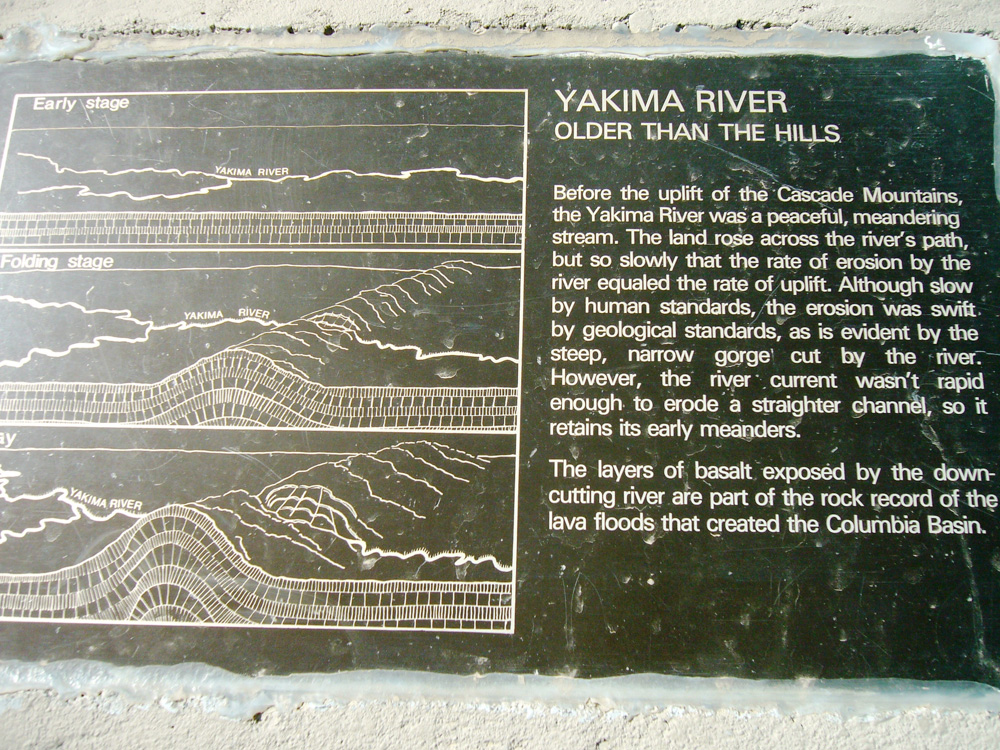 Early stage
YAKIMA RIVER
Folding stage
YAKIMA RIVER
YAKIMA RIVER
YAKIMA RIVER
OLDER THAN THE HILLS
Before the uplift of the Cascade Mountains,
the Yakima River was a peaceful, meandering
stream. The land rose across the river's path,
but so slowly that the rate of erosion by the
river equaled the rate of uplift. Although slow
by human standards, the erosion was swift
by geological standards, as is evident by the
steep, narrow gorge cut by the river.
However, the river current wasn't rapid
enough to erode a straighter channel, so it
retains its early meanders.
The layers of basalt exposed by the down-
cutting river are part of the rock record of the
lava floods that created the Columbia Basin.